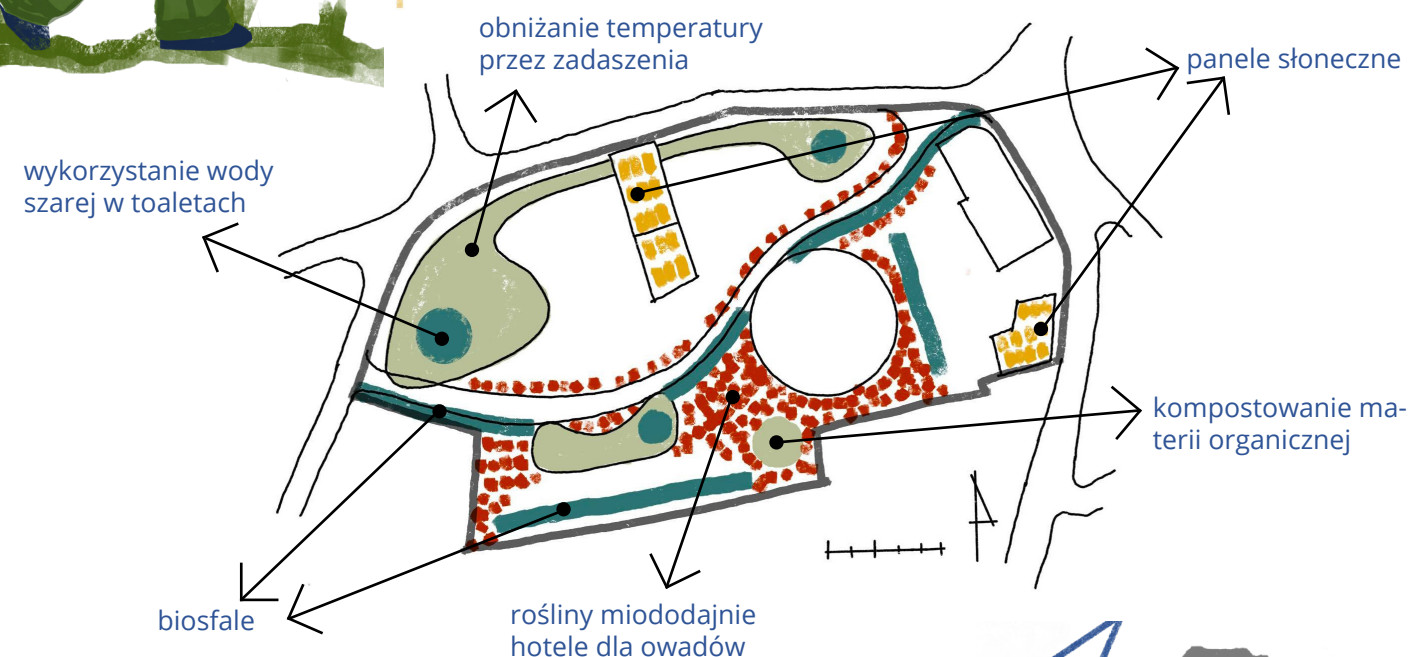 obniżanie temperatury
przez zadaszenia
panele słoneczne
wykorzystanie wody
szarej w toaletach
kompostowanie ma-
terii organicznej
biosfale
rośliny miododajnie
hotele dla owadów